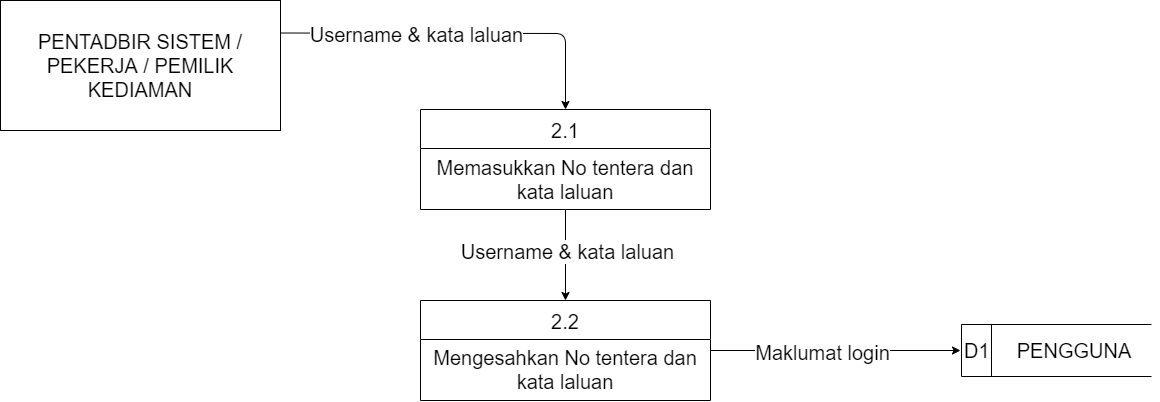 PENTADBIR SISTEM /
PEKERJA / PEMILIK
KEDIAMAN
Username & kata laluan
2.1
Memasukkan No tentera dan
kata laluan
Username & kata laluan
2.2
Mengesahkan No tentera dan
kata laluan
Maklumat login
D1
PENGGUNA